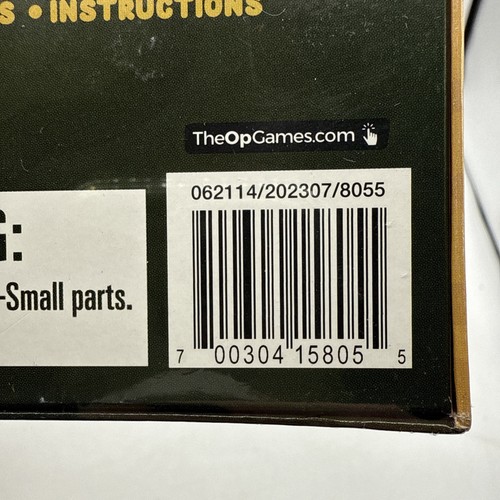 S • INSTRUCTIONS
TheOpGames.com
062114/202307/8055
G:
-Small parts.
7 00304 15805 5